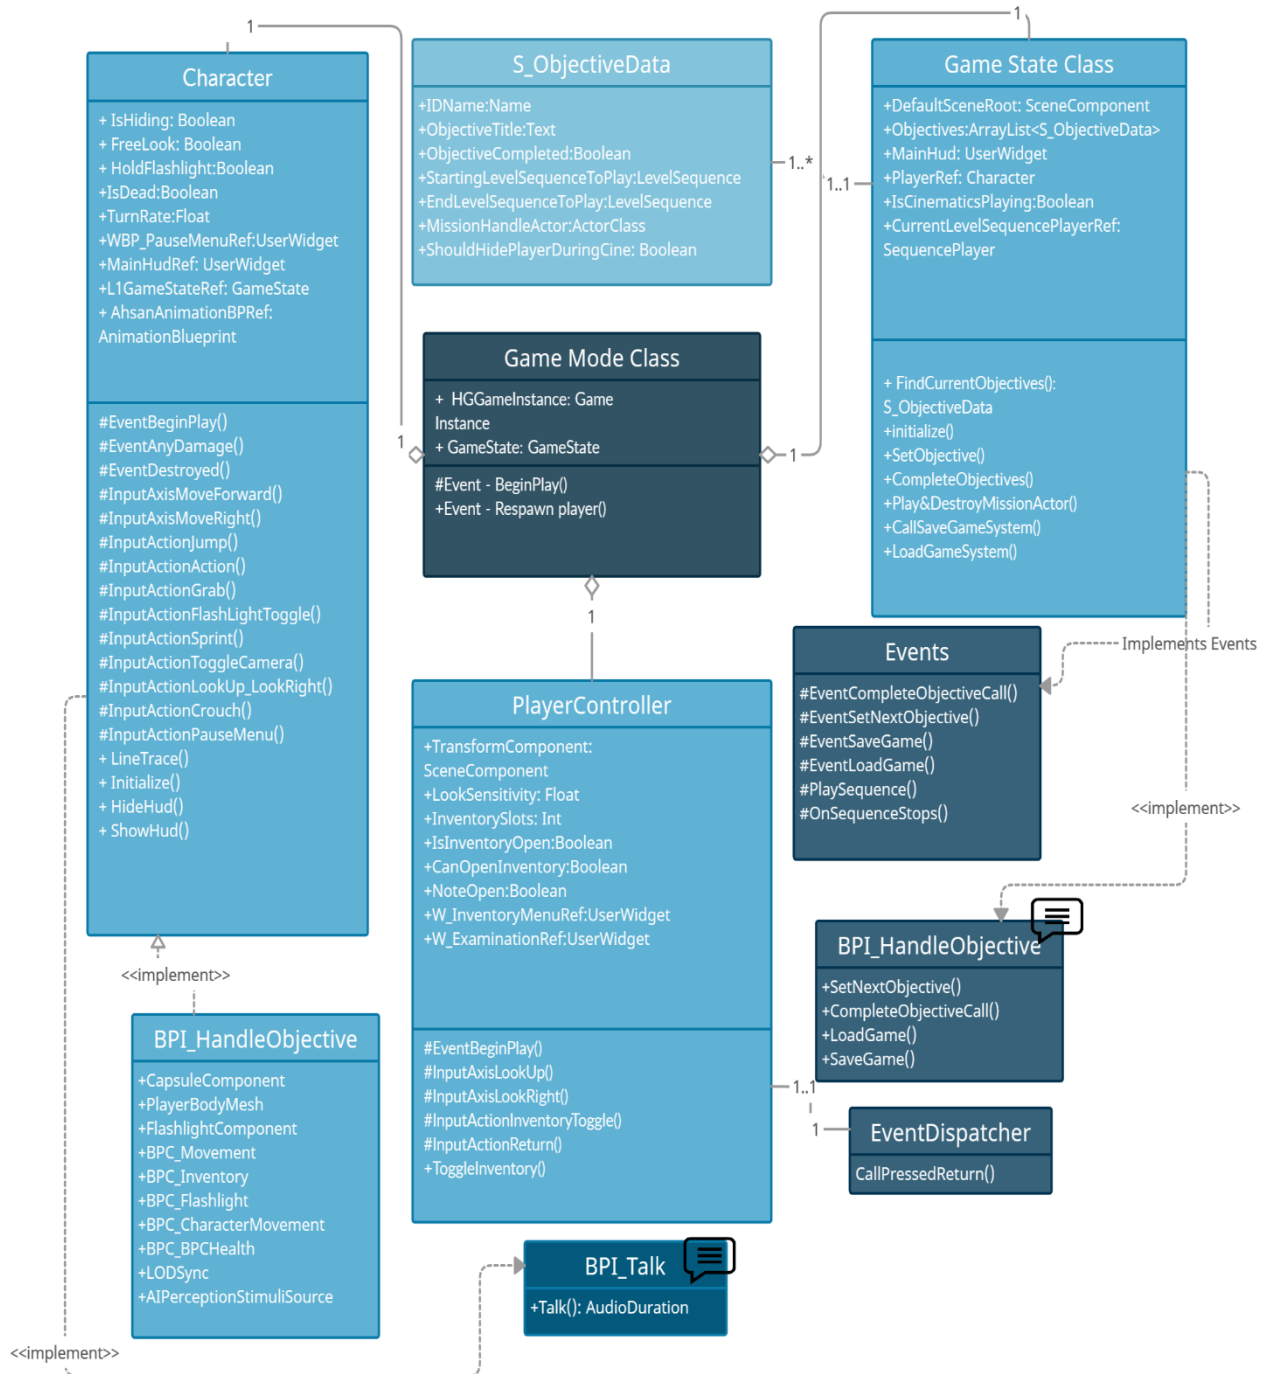 1
1
Character
+ IsHiding: Boolean
+ FreeLook: Boolean
+ HoldFlashlight:Boolean
+IsDead:Boolean
+TurnRate:Float
+WBP_PauseMenuRef:UserWidget
+MainHudRef: UserWidget
+L1GameStateRef: GameState
+ AhsanAnimationBPRef:
AnimationBlueprint
#EventBeginPlay()
#EventAnyDamage()
#EventDestroyed()
#InputAxisMoveForward()
#InputAxisMoveRight()
#InputActionJump()
#InputActionAction()
#InputActionGrab()
#InputActionFlashLightToggle()
#InputActionSprint()
#InputActionToggleCamera()
#InputActionLookUp_LookRight()
#InputActionCrouch()
#InputActionPauseMenu()
+ LineTrace()
+ Initialize()
+ HideHud()
+ ShowHud()
S_ObjectiveData
+IDName:Name
+ObjectiveTitle:Text
+ObjectiveCompleted:Boolean
+StartingLevelSequenceToPlay:LevelSequence
+EndLevelSequenceToPlay:LevelSequence
+MissionHandleActor:ActorClass
+ShouldHidePlayerDuringCine: Boolean
1..*
1..1
Game State Class
+DefaultSceneRoot: SceneComponent
+Objectives:ArrayList<S_ObjectiveData>
+MainHud: UserWidget
+PlayerRef: Character
+IsCinematicsPlaying:Boolean
+CurrentLevelSequencePlayerRef:
SequencePlayer
+ FindCurrentObjectives():
S_ObjectiveData
+initialize()
+SetObjective()
+CompleteObjectives()
+Play&DestroyMissionActor()
+CallSaveGameSystem()
+LoadGameSystem()
Game Mode Class
+ HGGameInstance: Game
Instance
+ GameState: GameState
#Event - BeginPlay()
+Event - Respawn player()
1
1
1
PlayerController
+TransformComponent:
SceneComponent
+LookSensitivity: Float
+InventorySlots: Int
+IsInventoryOpen:Boolean
+CanOpenInventory:Boolean
+NoteOpen:Boolean
+W_InventoryMenuRef:UserWidget
+W_ExaminationRef:UserWidget
#EventBeginPlay()
#InputAxisLookUp()
#InputAxisLookRight()
#InputActionInventoryToggle()
#InputActionReturn()
+ToggleInventory()
Events
#EventCompleteObjectiveCall()
#EventSetNextObjective()
#EventSaveGame()
#EventLoadGame()
#PlaySequence()
#OnSequenceStops()
Implements Events
<<implement>>
BPI_HandleObjective
+SetNextObjective()
+CompleteObjectiveCall()
+LoadGame()
+SaveGame()
1..1
1
EventDispatcher
CallPressedReturn()
<<implement>>
BPI_HandleObjective
+CapsuleComponent
+PlayerBodyMesh
+FlashlightComponent
+BPC_Movement
+BPC_Inventory
+BPC_Flashlight
+BPC_CharacterMovement
+BPC_BPCHealth
+LODSync
+AIPerceptionStimuliSource
BPI_Talk
+Talk(): AudioDuration
<<implement>>